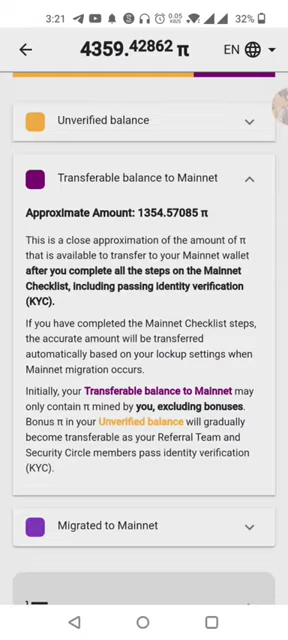 3:21 0.05 KB/S 32%
4359.42862 π EN
Unverified balance
Transferable balance to Mainnet
Approximate Amount: 1354.57085 π
This is a close approximation of the amount of π
that is available to transfer to your Mainnet wallet
after you complete all the steps on the Mainnet
Checklist, including passing identity verification
(KYC).
If you have completed the Mainnet Checklist steps,
the accurate amount will be transferred
automatically based on your lockup settings when
Mainnet migration occurs.
Initially, your Transferable balance to Mainnet may
only contain π mined by you, excluding bonuses.
Bonus π in your Unverified balance will gradually
become transferable as your Referral Team and
Security Circle members pass identity verification
(KYC).
Migrated to Mainnet